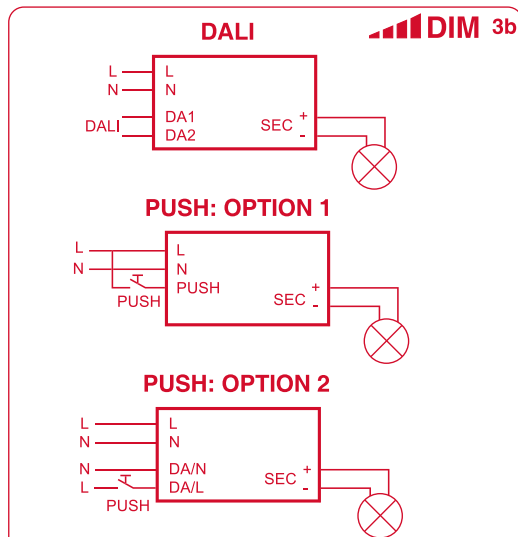 DIM 3b
DALI
L L
N N
DALI DA1
DA2
SEC +
-
PUSH: OPTION 1
L L
N N
PUSH PUSH
SEC +
-
PUSH: OPTION 2
L L
N N
N DA/N
L DA/L
PUSH
SEC +
-